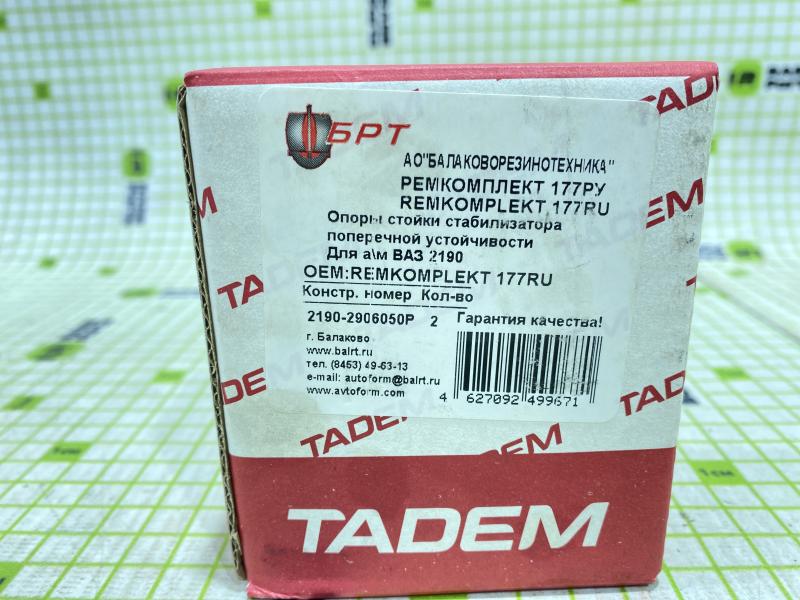 TADEM
БРТ
АО"БАЛАКОВОРЕЗИНОТЕХНИКА"
РЕМКОМПЛЕКТ 177РУ
REMKOMPLEKT 177RU
Опоры стойки стабилизатора
поперечной устойчивости
Для а\м ВАЗ 2190
OEM:REMKOMPLEKT 177RU
Констр. номер Кол-во
2190-2906050Р 2 Гарантия качества!
г. Балаково
www.balrt.ru
тел. (8453) 49-63-13
e-mail: autoform@balrt.ru
www.avtoform.com
4 627092 499671
TADEM
TADEM
TADEM
1 см